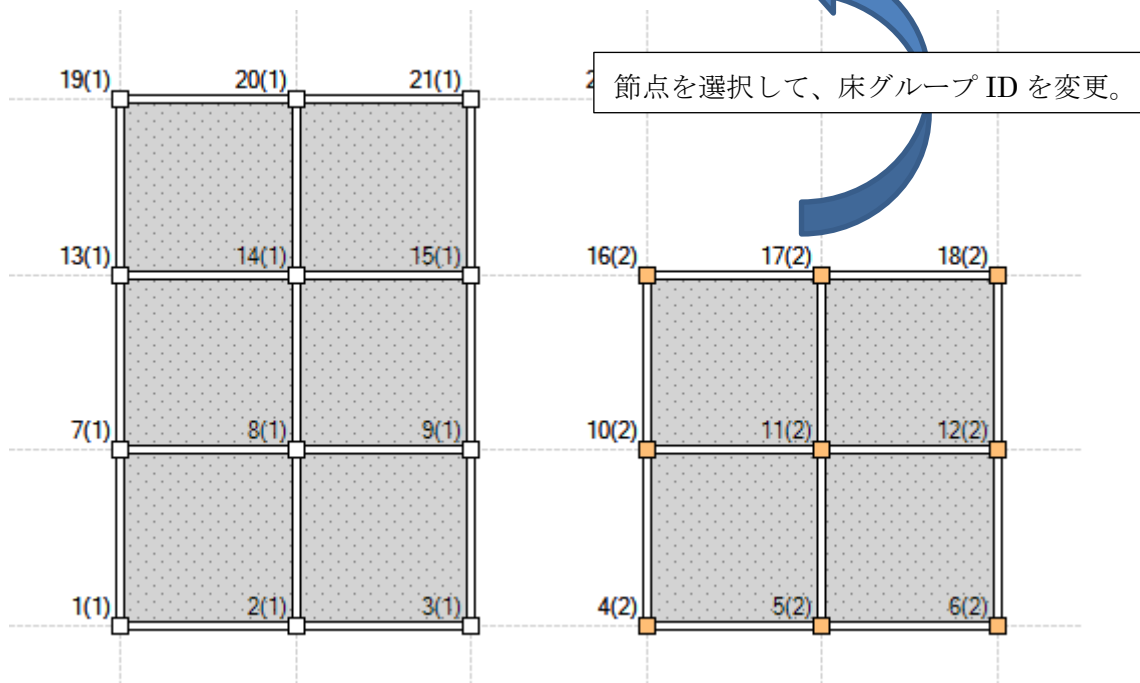 節点を選択して、床グループ ID を変更。
19(1) 20(1) 21(1) 2
13(1) 14(1) 15(1) 16(2) 17(2) 18(2)
7(1) 8(1) 9(1) 10(2) 11(2) 12(2)
1(1) 2(1) 3(1) 4(2) 5(2) 6(2)